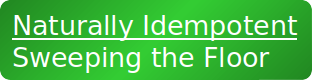 Naturally Idempotent
Sweeping the Floor